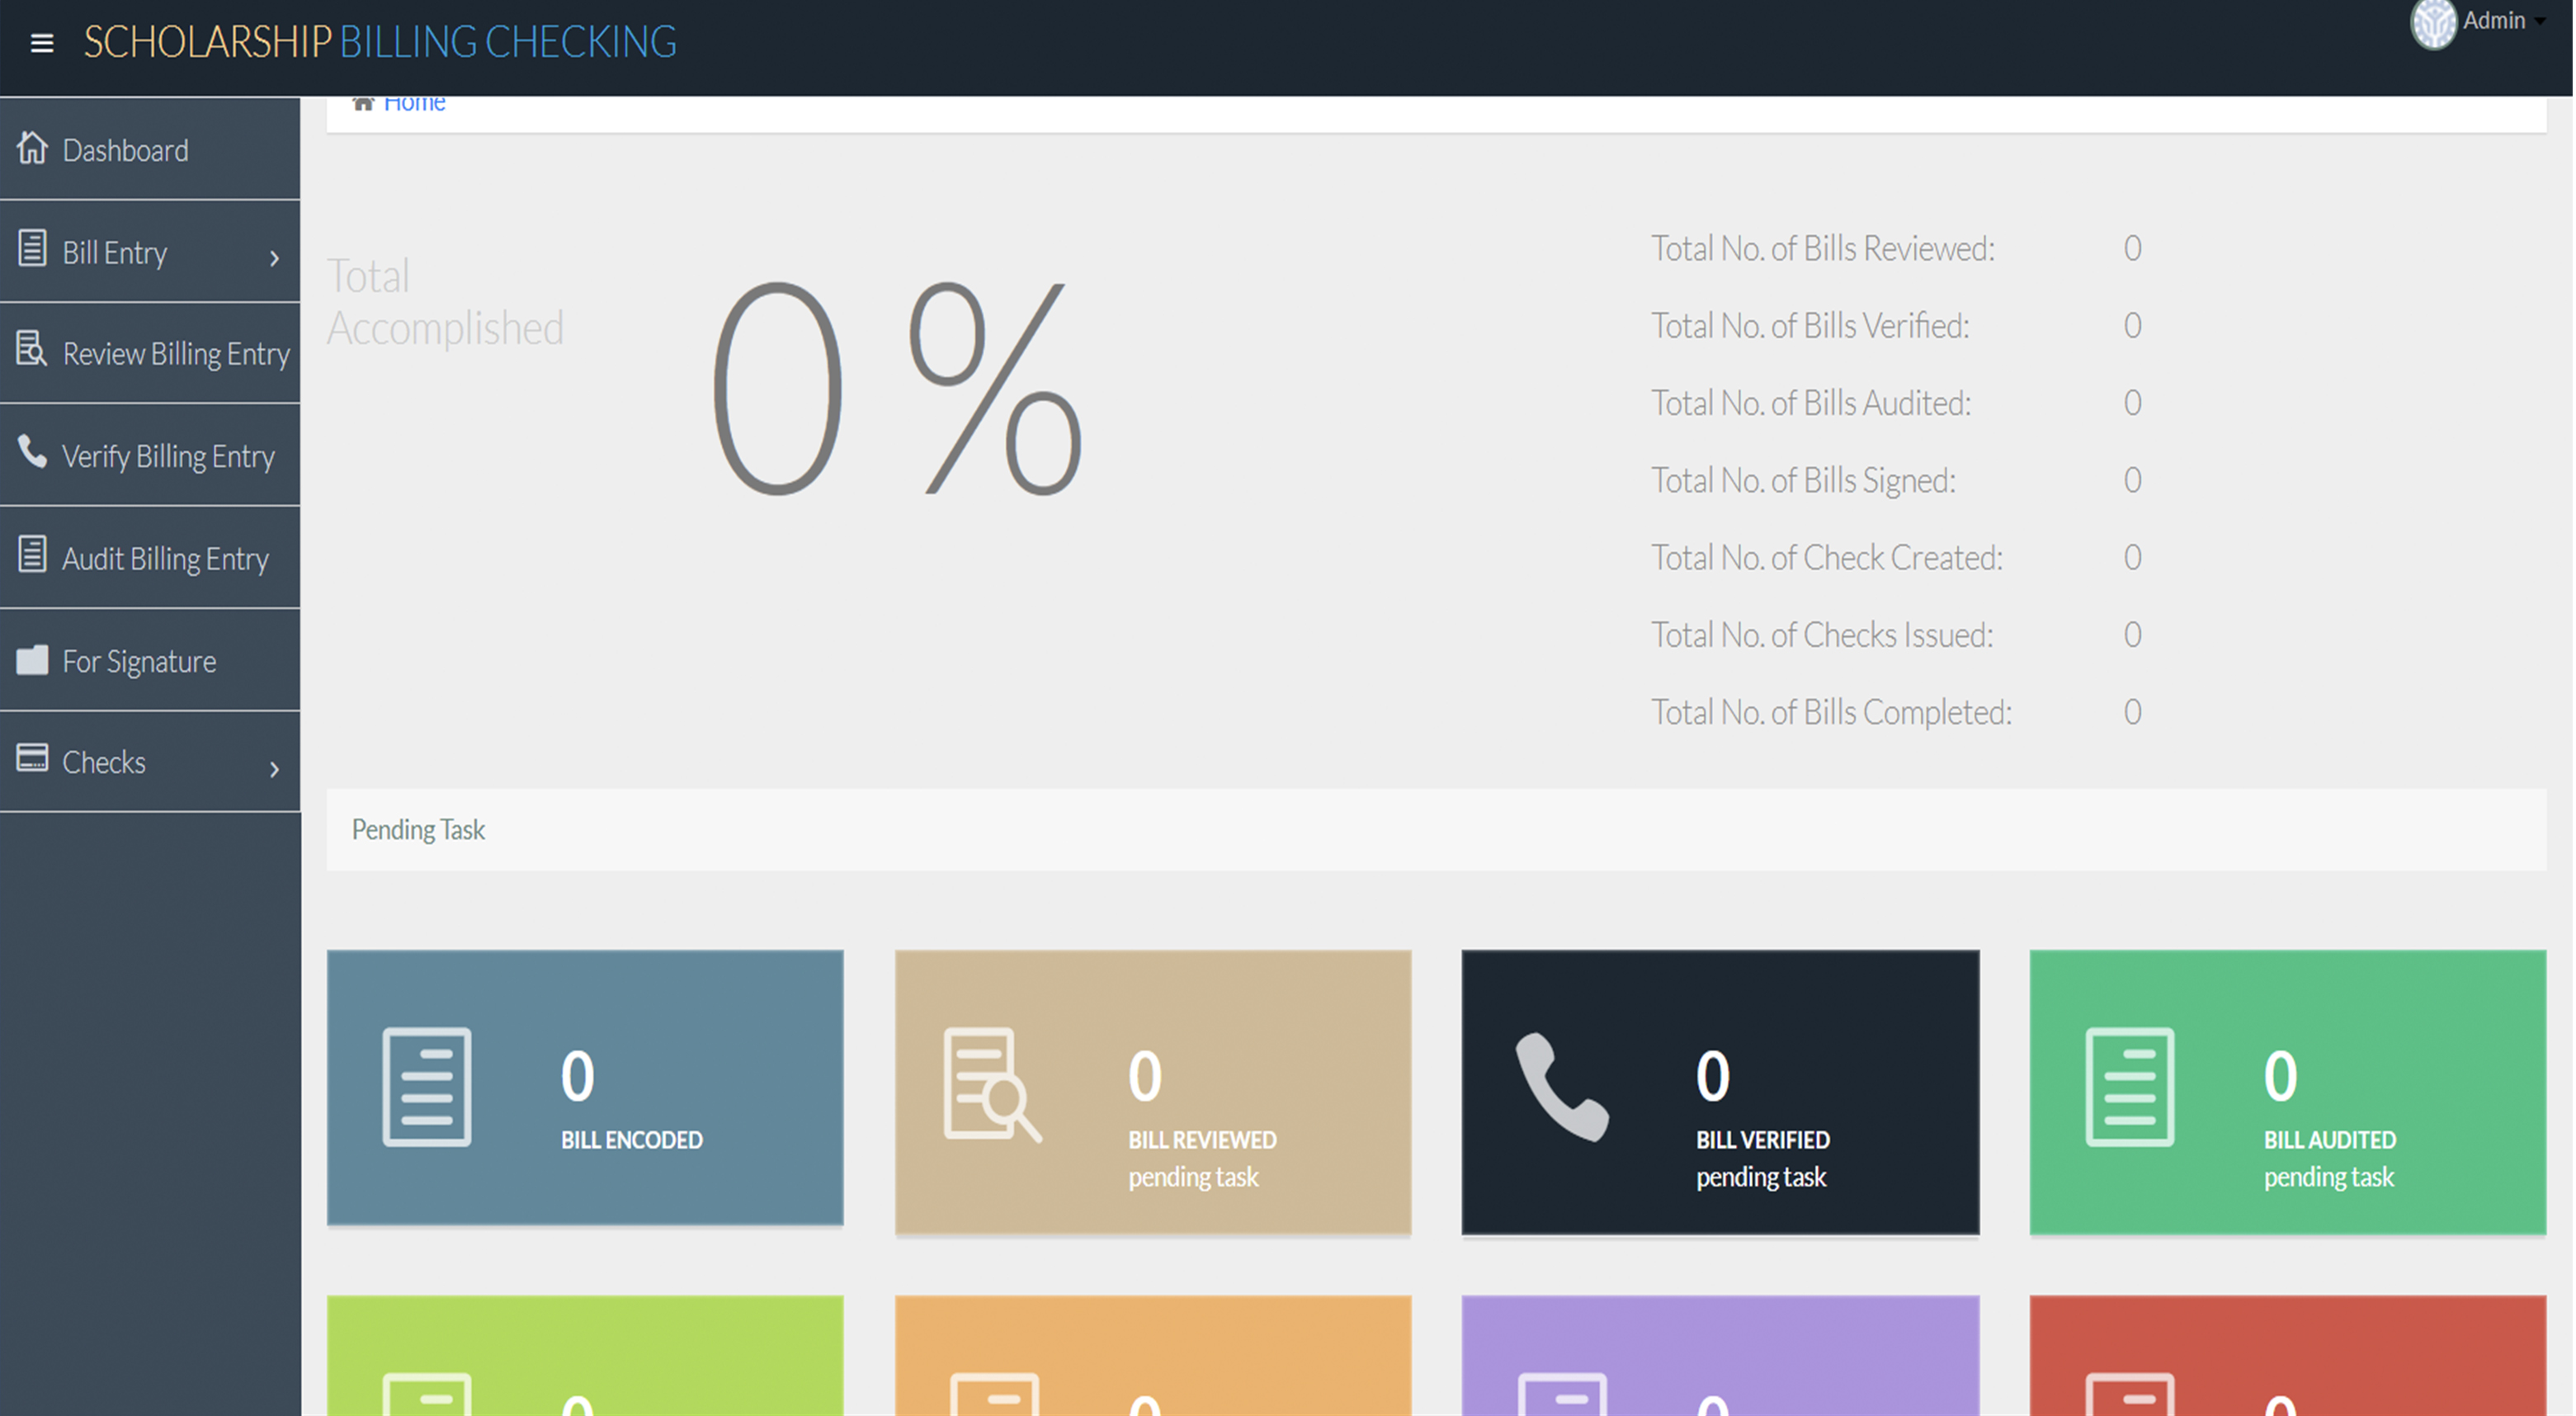 SCHOLARSHIP BILLING CHECKING
Admin
Home
Dashboard
Bill Entry
Review Billing Entry
Verify Billing Entry
Audit Billing Entry
For Signature
Checks
Total
Accomplished
0 %
Total No. of Bills Reviewed: 0
Total No. of Bills Verified: 0
Total No. of Bills Audited: 0
Total No. of Bills Signed: 0
Total No. of Check Created: 0
Total No. of Checks Issued: 0
Total No. of Bills Completed: 0
Pending Task
0
BILL ENCODED
0
BILL REVIEWED
pending task
0
BILL VERIFIED
pending task
0
BILL AUDITED
pending task
0
0
0
0